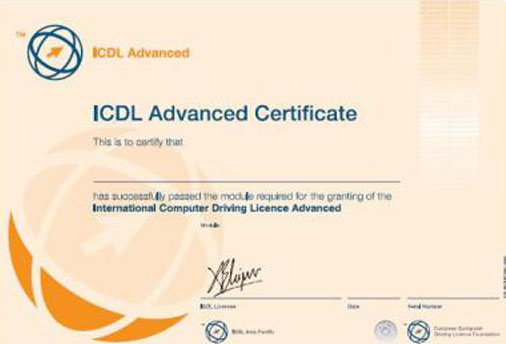 TM
ICDL Advanced
ICDL Advanced Certificate
This is to certify that
has successfully passed the module required for the granting of the
International Computer Driving Licence Advanced
Module
ICDL Licensee
Date
Serial Number
ICDL Asia Pacific
European Computer
Driving Licence Foundation